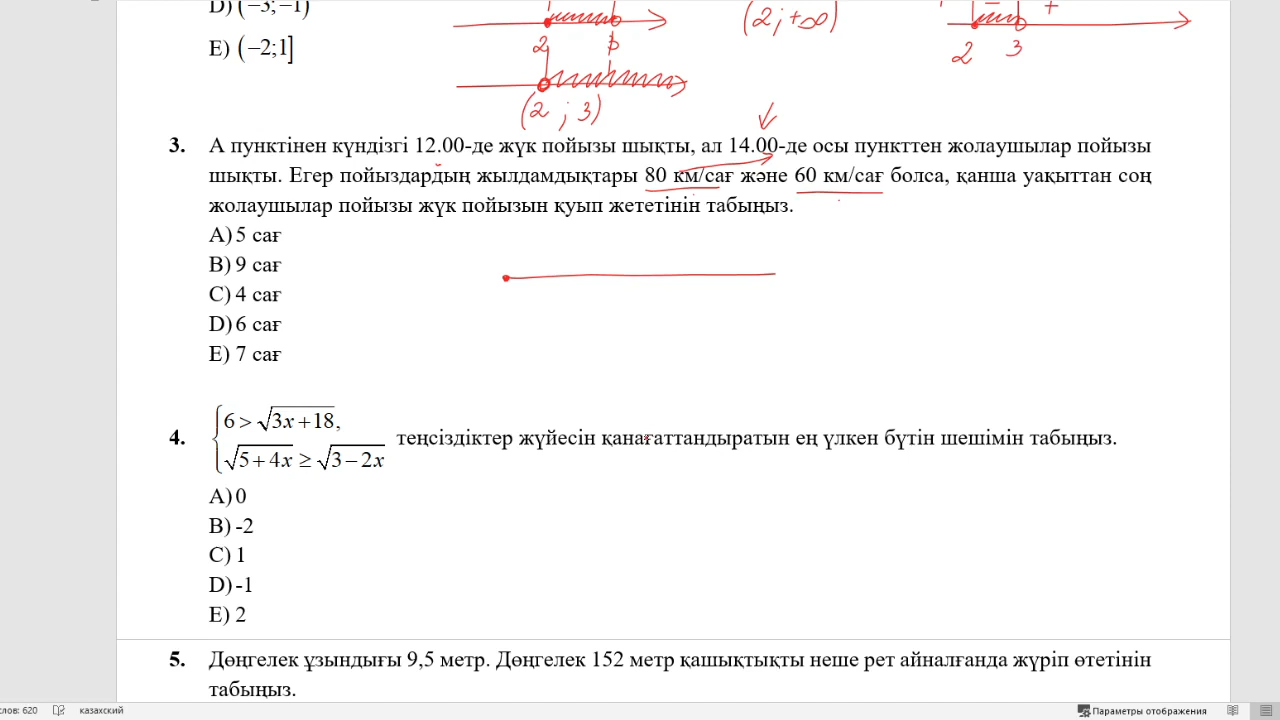 D) (−3;−1)
E) (−2;1]
(2 ; +∞)
2
3
2
(2 ; 3)
3. А пунктінен күндізгі 12.00-де жүк пойызы шықты, ал 14.00-де осы пункттен жолаушылар пойызы
шықты. Егер пойыздардың жылдамдықтары 80 км/сағ және 60 км/сағ болса, қанша уақыттан соң
жолаушылар пойызы жүк пойызын қуып жететінін табыңыз.
A) 5 сағ
B) 9 сағ
C) 4 сағ
D) 6 сағ
E) 7 сағ
4. {6 > √(3x+18), √(5+4x) ≥ √(3−2x) теңсіздіктер жүйесін қанағаттандыратын ең үлкен бүтін шешімін табыңыз.
A) 0
B) -2
C) 1
D) -1
E) 2
5. Дөңгелек ұзындығы 9,5 метр. Дөңгелек 152 метр қашықтықты неше рет айналғанда жүріп өтетінін
табыңыз.
слов: 620 казахский Параметры отображения